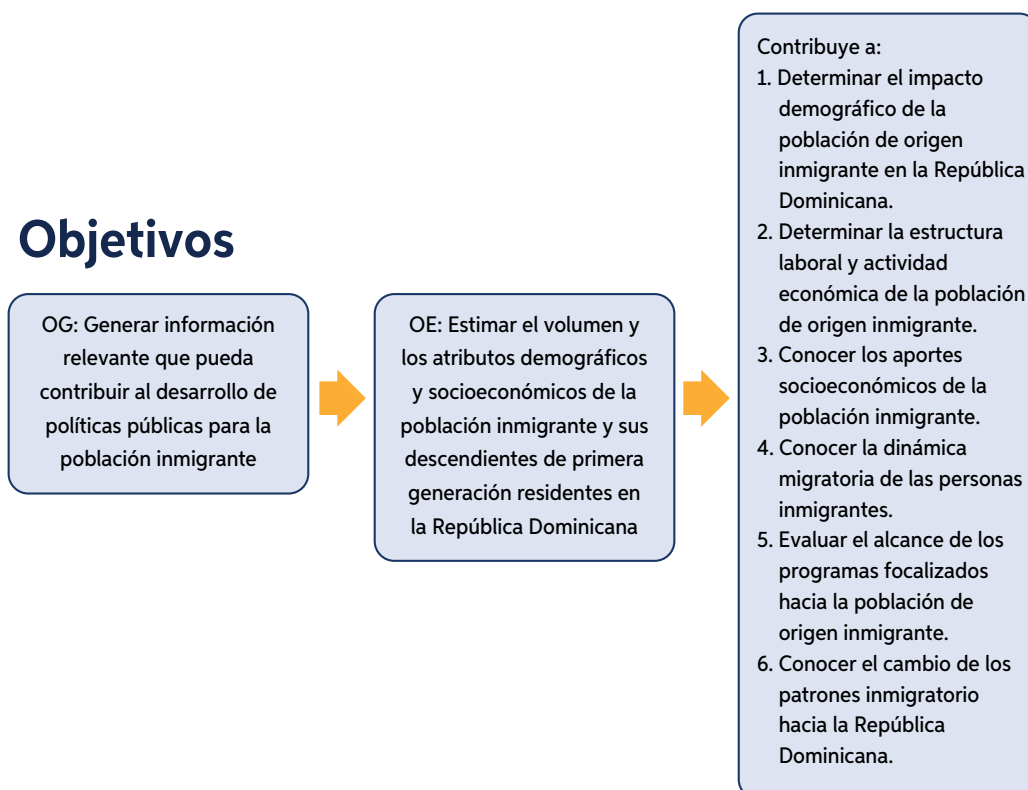 Objetivos
OG: Generar información
relevante que pueda
contribuir al desarrollo de
políticas públicas para la
población inmigrante
OE: Estimar el volumen y
los atributos demográficos
y socioeconómicos de la
población inmigrante y sus
descendientes de primera
generación residentes en
la República Dominicana
Contribuye a:
1. Determinar el impacto
demográfico de la
población de origen
inmigrante en la República
Dominicana.
2. Determinar la estructura
laboral y actividad
económica de la población
de origen inmigrante.
3. Conocer los aportes
socioeconómicos de la
población inmigrante.
4. Conocer la dinámica
migratoria de las personas
inmigrantes.
5. Evaluar el alcance de los
programas focalizados
hacia la población de
origen inmigrante.
6. Conocer el cambio de los
patrones inmigratorio
hacia la República
Dominicana.